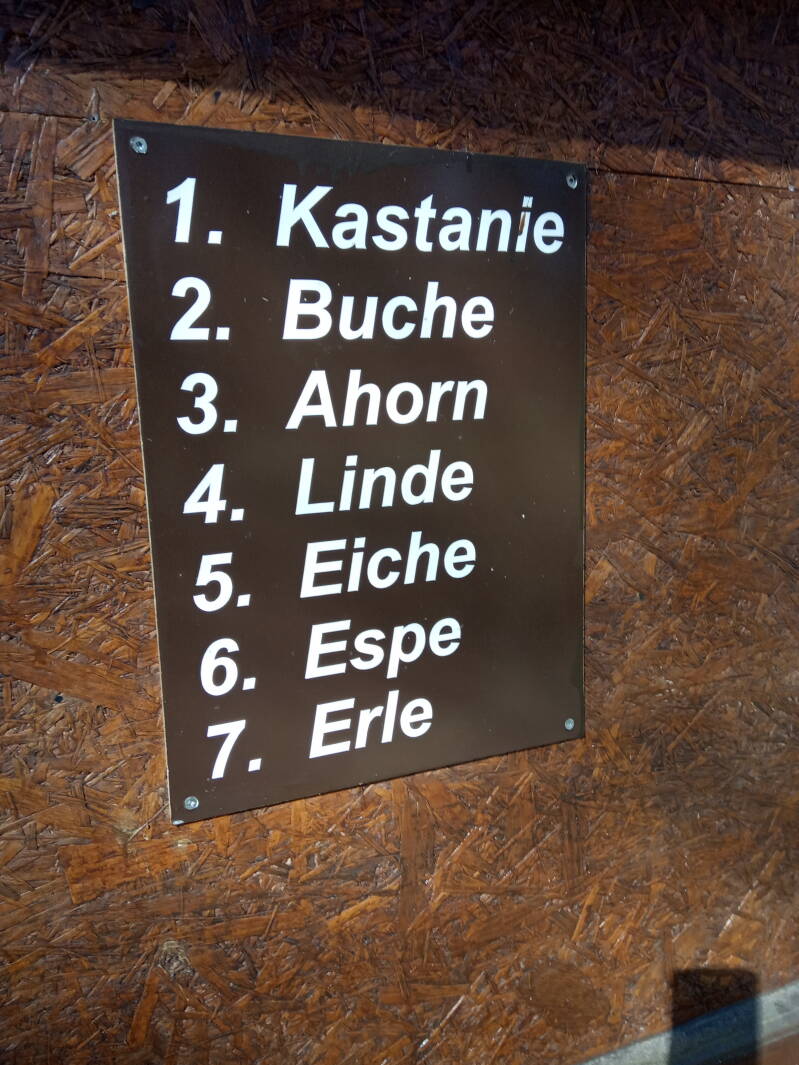 1. Kastanie
2. Buche
3. Ahorn
4. Linde
5. Eiche
6. Espe
7. Erle